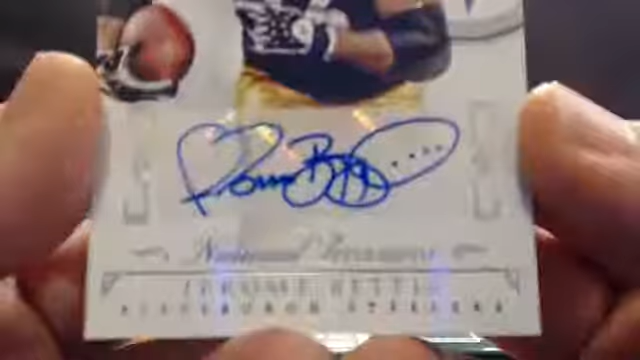 National Treasures
JEROME BETTIS
PITTSBURGH STEELERS